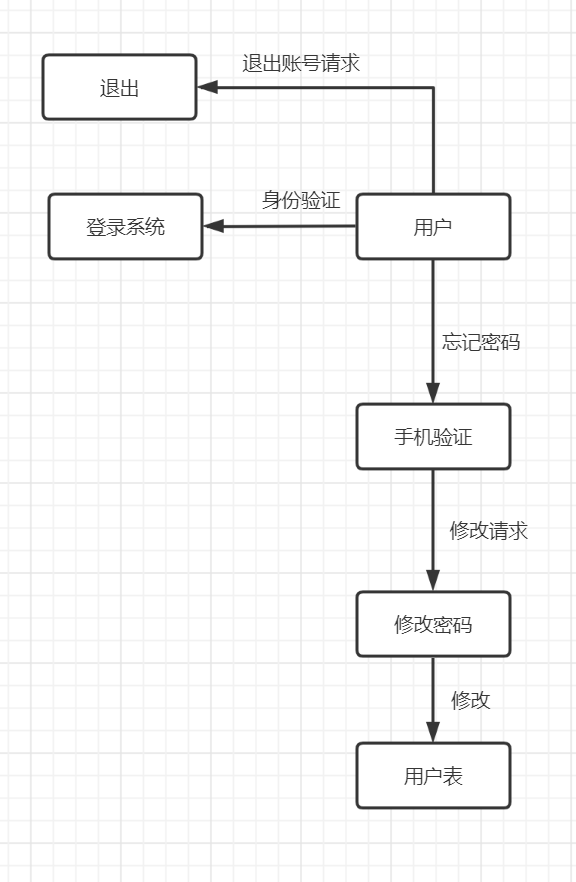 退出账号请求
退出
身份验证
登录系统
用户
忘记密码
手机验证
修改请求
修改密码
修改
用户表